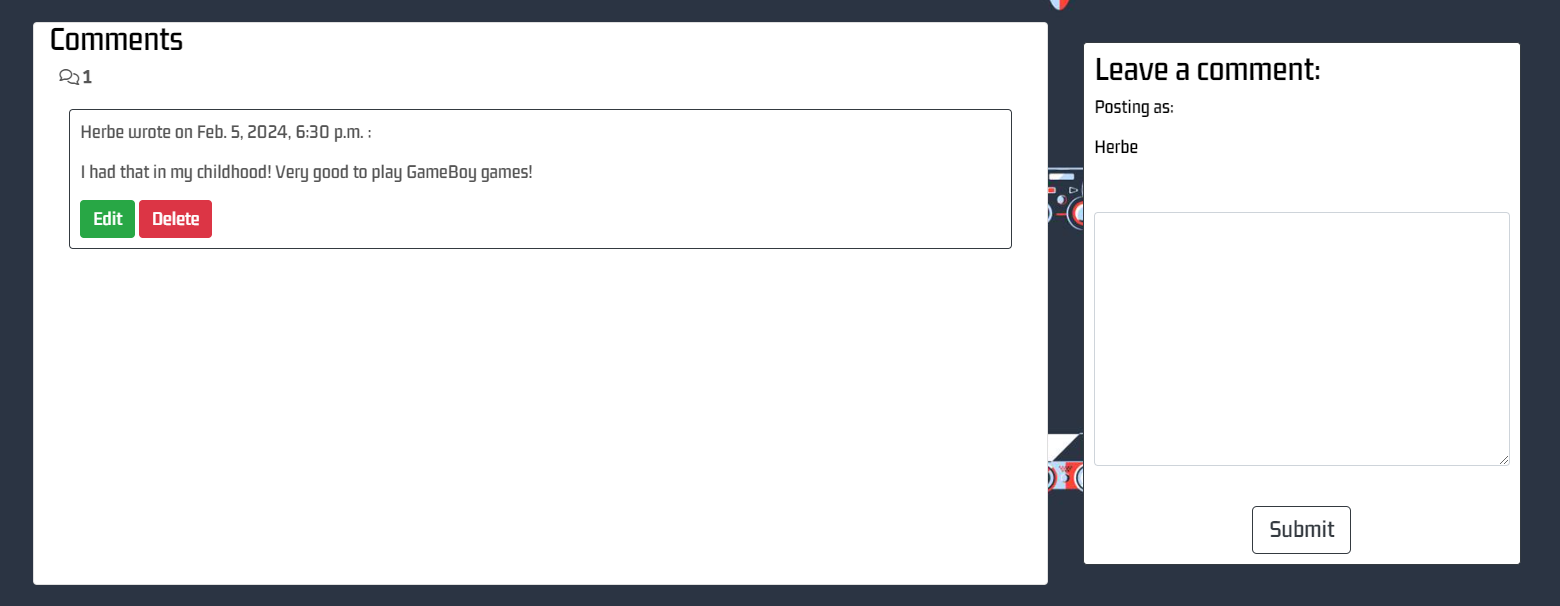 Comments
1
Herbe wrote on Feb. 5, 2024, 6:30 p.m. :
I had that in my childhood! Very good to play GameBoy games!
Edit Delete
Leave a comment:
Posting as:
Herbe
Submit